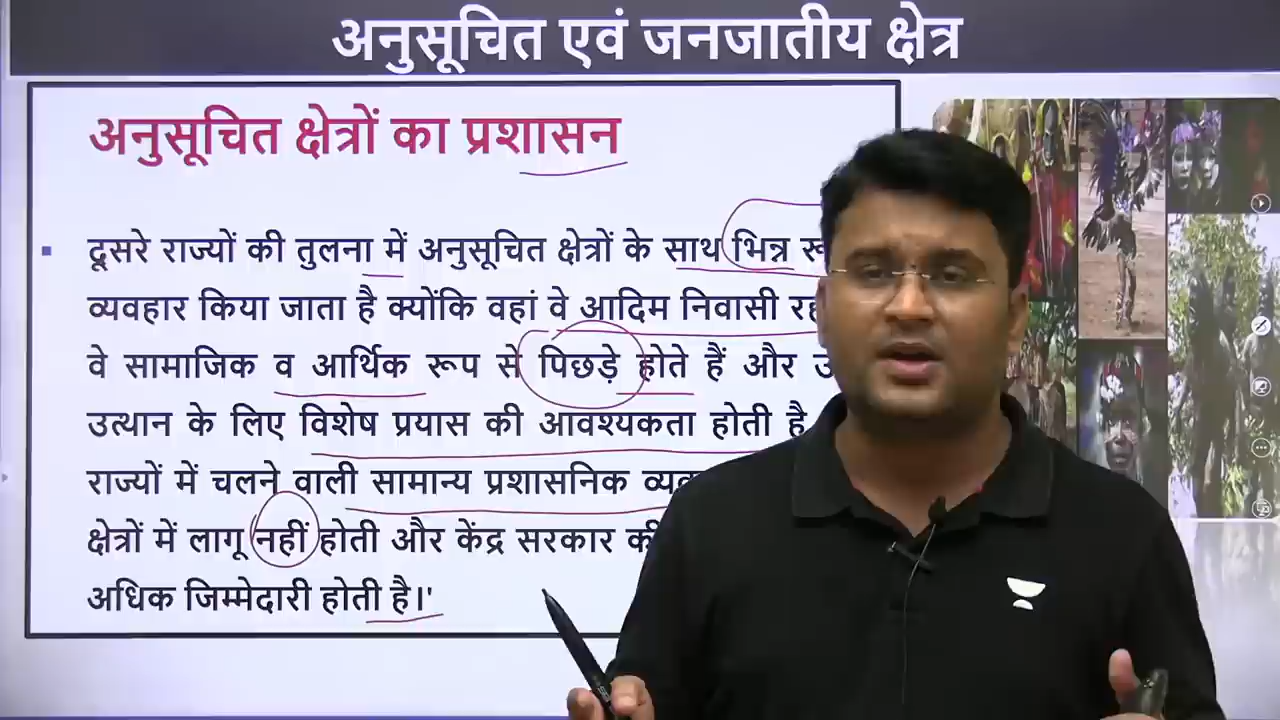 अनुसूचित एवं जनजातीय क्षेत्र
अनुसूचित क्षेत्रों का प्रशासन
दूसरे राज्यों की तुलना में अनुसूचित क्षेत्रों के साथ भिन्न
व्यवहार किया जाता है क्योंकि वहां वे आदिम निवासी
वे सामाजिक व आर्थिक रूप से पिछड़े होते हैं और
उत्थान के लिए विशेष प्रयास की आवश्यकता होती है
राज्यों में चलने वाली सामान्य प्रशासनिक
क्षेत्रों में लागू नहीं होती और केंद्र सरकार
अधिक जिम्मेदारी होती है।'